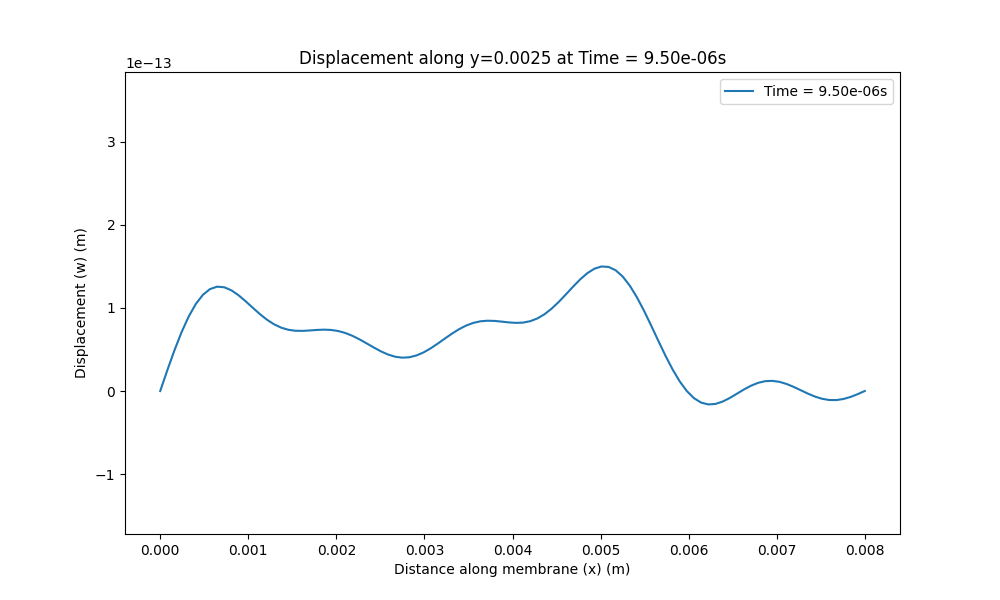 Displacement along y=0.0025 at Time = 9.50e-06s
1e−13
Time = 9.50e-06s
3
2
1
0
−1
Displacement (w) (m)
0.000 0.001 0.002 0.003 0.004 0.005 0.006 0.007 0.008
Distance along membrane (x) (m)